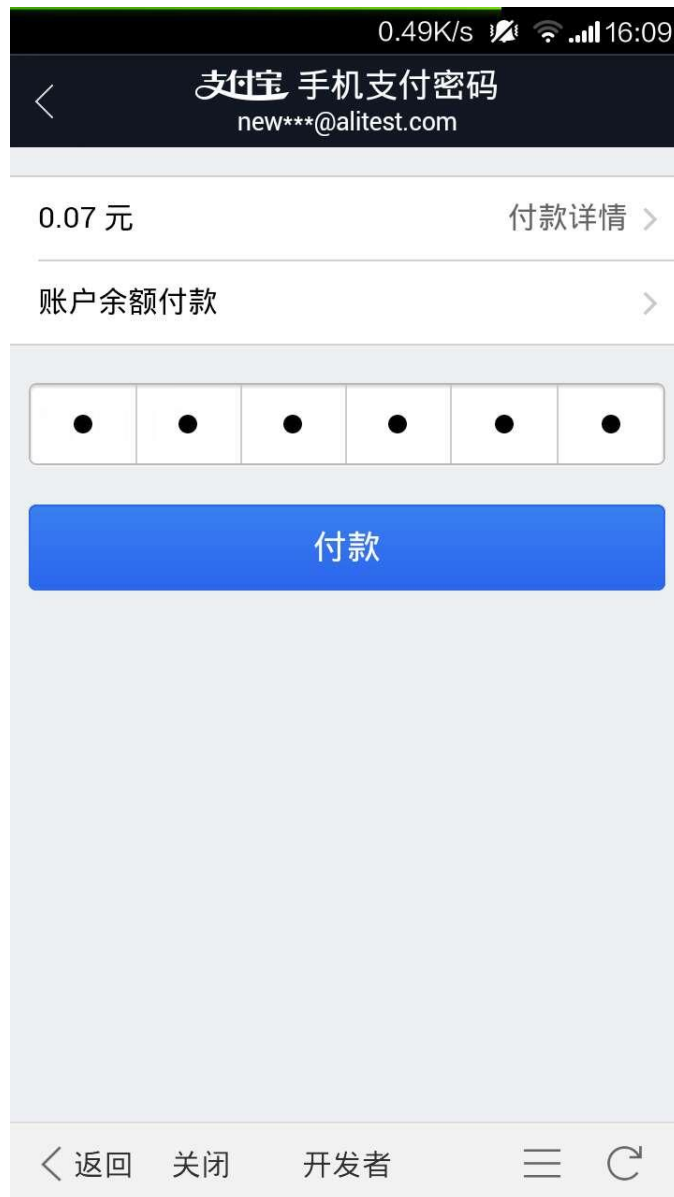 0.49K/s 16:09
支付宝 手机支付密码
new***@alitest.com
0.07 元 付款详情
账户余额付款
付款
返回 关闭 开发者